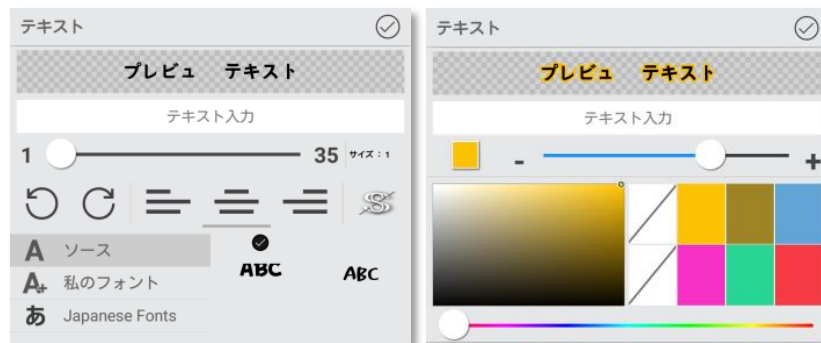 テキスト
プレビュ テキスト
テキスト入力
1 35 サイズ : 1
S
A ソース
A+ 私のフォント
あ Japanese Fonts
ABC
ABC
テキスト
プレビュ テキスト
テキスト入力
- +